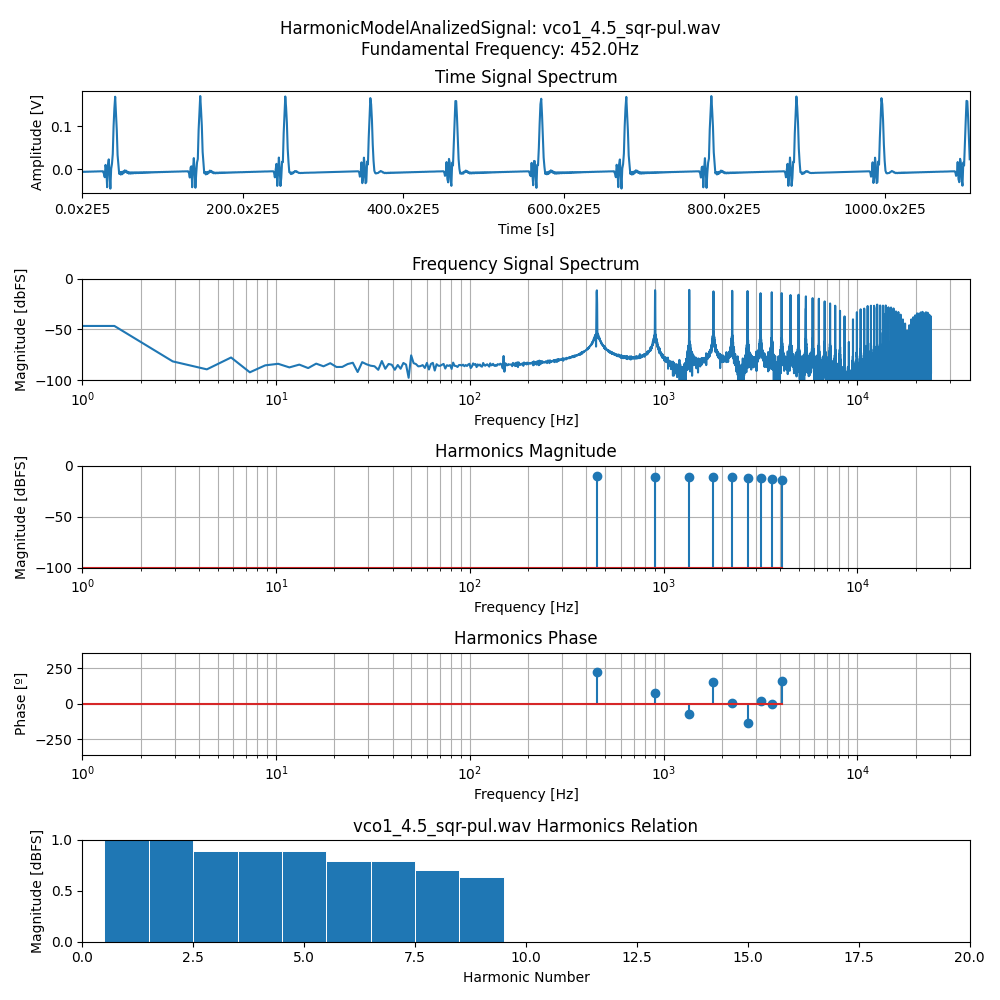 HarmonicModelAnalizedSignal: vco1_4.5_sqr-pul.wav
Fundamental Frequency: 452.0Hz
Time Signal Spectrum
Amplitude [V]
0.1
0.0
0.0x2E5 200.0x2E5 400.0x2E5 600.0x2E5 800.0x2E5 1000.0x2E5
Time [s]
Frequency Signal Spectrum
Magnitude [dbFS]
0
−50
−100
10^0 10^1 10^2 10^3 10^4
Frequency [Hz]
Harmonics Magnitude
Magnitude [dBFS]
0
−50
−100
10^0 10^1 10^2 10^3 10^4
Frequency [Hz]
Harmonics Phase
Phase [º]
250
0
−250
10^0 10^1 10^2 10^3 10^4
Frequency [Hz]
vco1_4.5_sqr-pul.wav Harmonics Relation
Magnitude [dBFS]
1.0
0.5
0.0
0.0 2.5 5.0 7.5 10.0 12.5 15.0 17.5 20.0
Harmonic Number